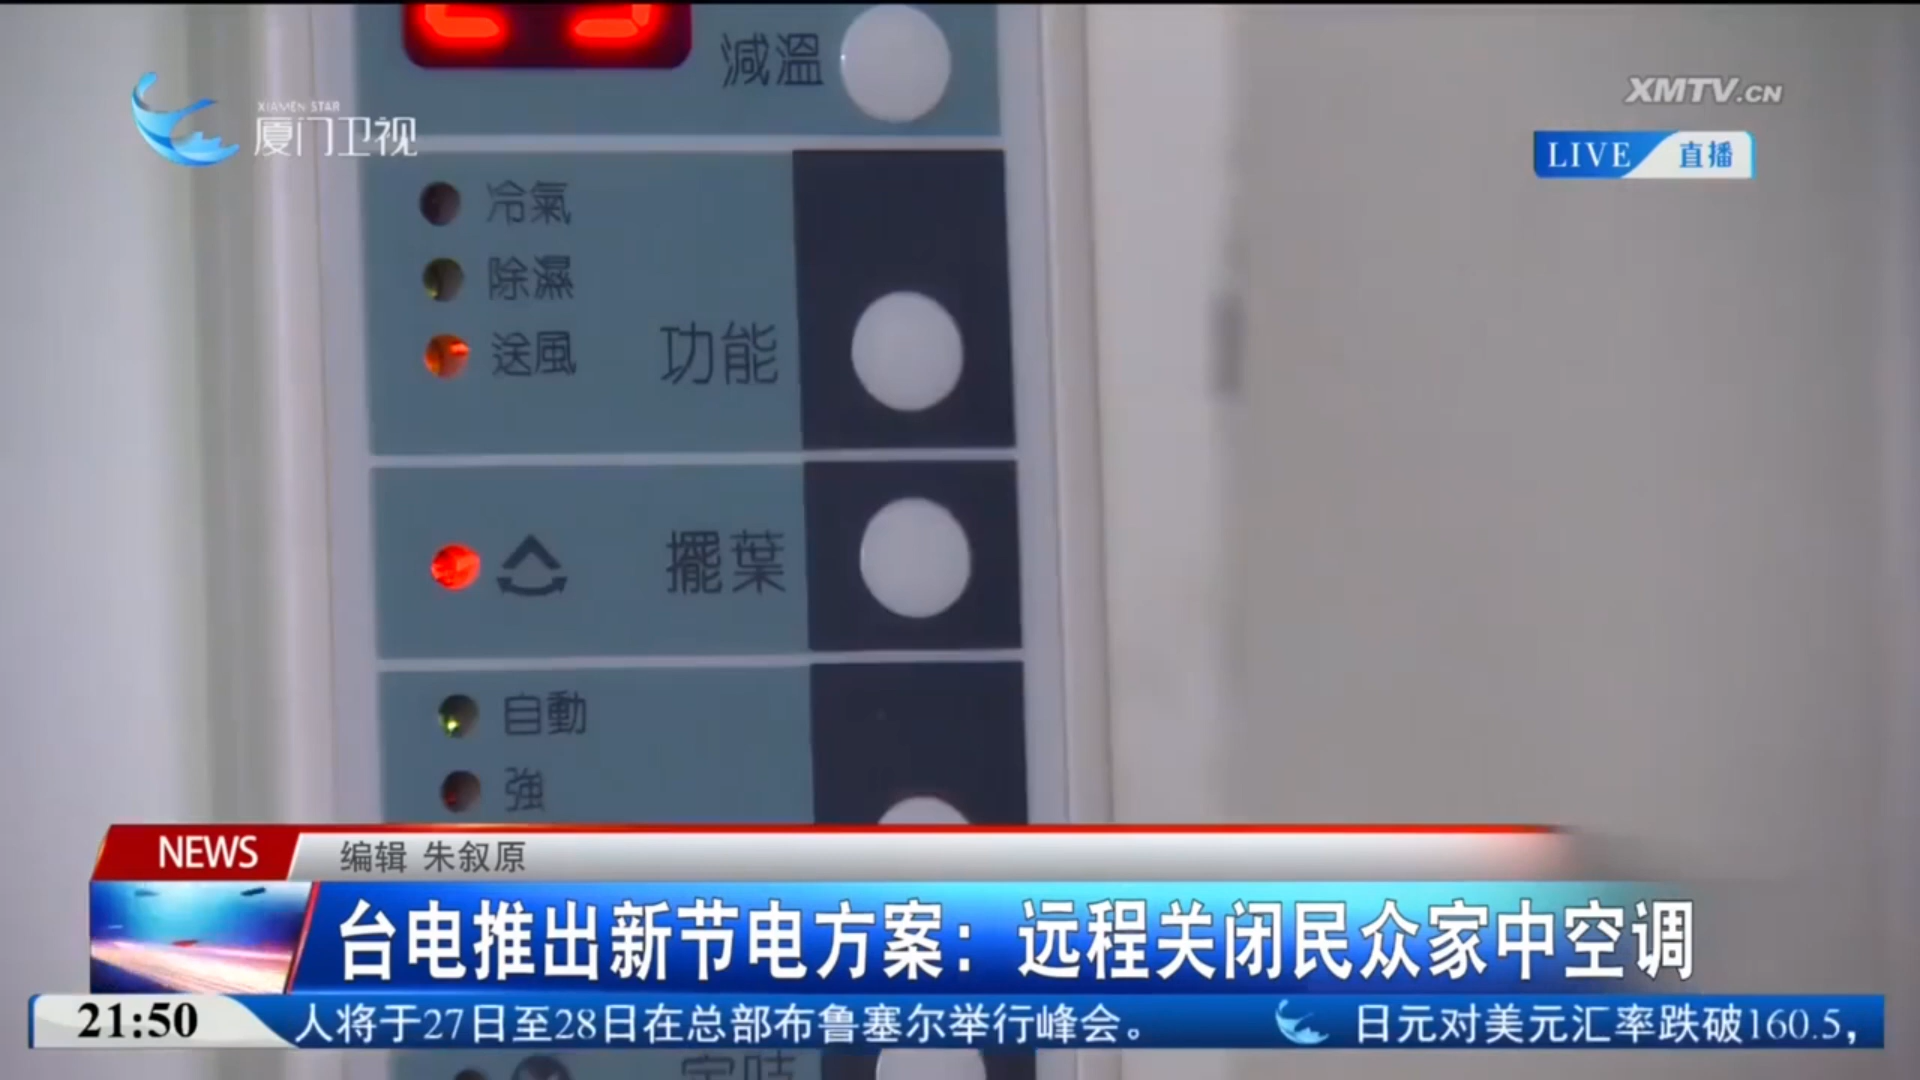 減溫
XIAMEN STAR
厦门卫视
XMTV.CN
LIVE 直播
冷氣
除濕
送風
功能
擺葉
自動
強
NEWS
编辑 朱叙原
台电推出新节电方案：远程关闭民众家中空调
21:50
人将于27日至28日在总部布鲁塞尔举行峰会。
日元对美元汇率跌破160.5，